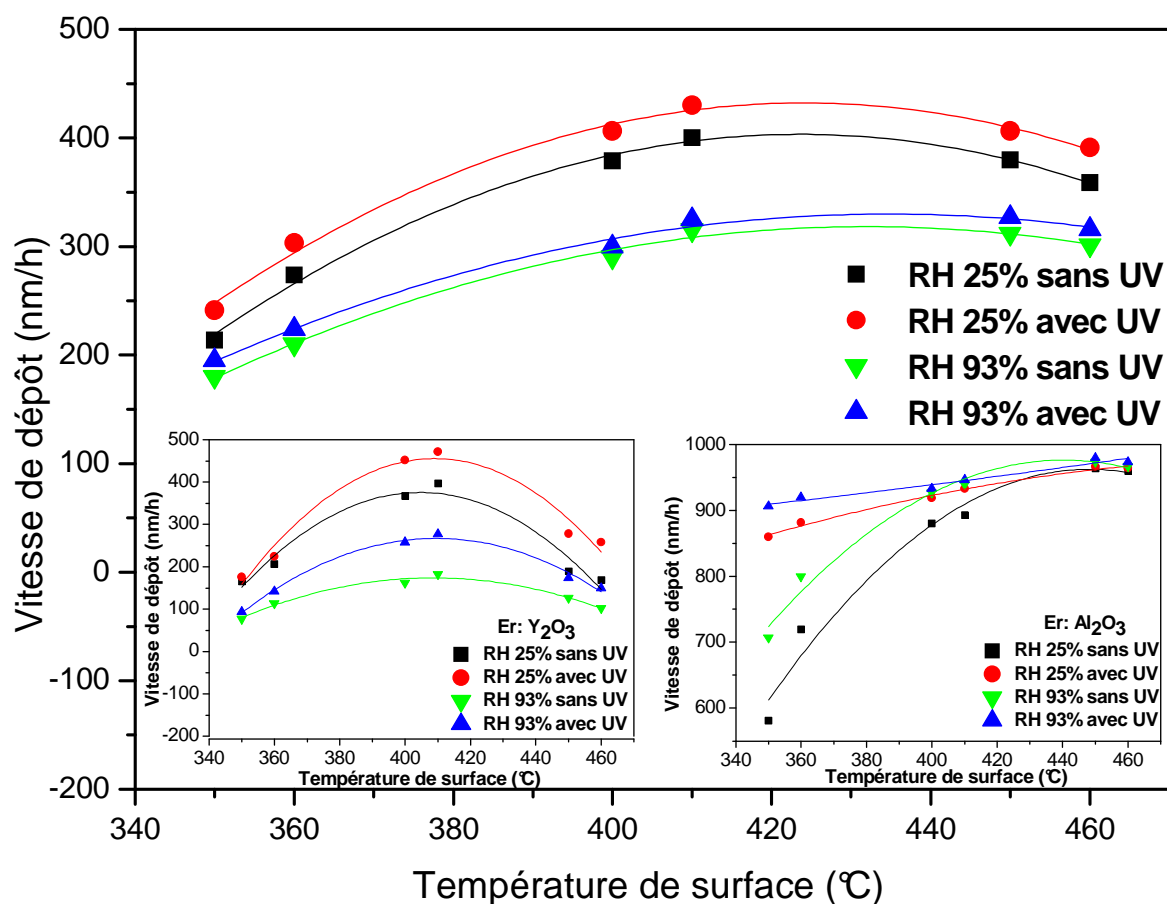 500
400
300
200
100
0
-100
-200
340
360
380
400
420
440
460
Vitesse de dépôt (nm/h)
Température de surface (°C)
RH 25% sans UV
RH 25% avec UV
RH 93% sans UV
RH 93% avec UV
500
400
300
200
100
0
-100
-200
340
360
380
400
420
440
460
Vitesse de dépôt (nm/h)
Température de surface (°C)
Er: Y2O3
RH 25% sans UV
RH 25% avec UV
RH 93% sans UV
RH 93% avec UV
1000
900
800
700
600
340
360
380
400
420
440
460
Vitesse de dépôt (nm/h)
Température de surface (°C)
Er: Al2O3
RH 25% sans UV
RH 25% avec UV
RH 93% sans UV
RH 93% avec UV